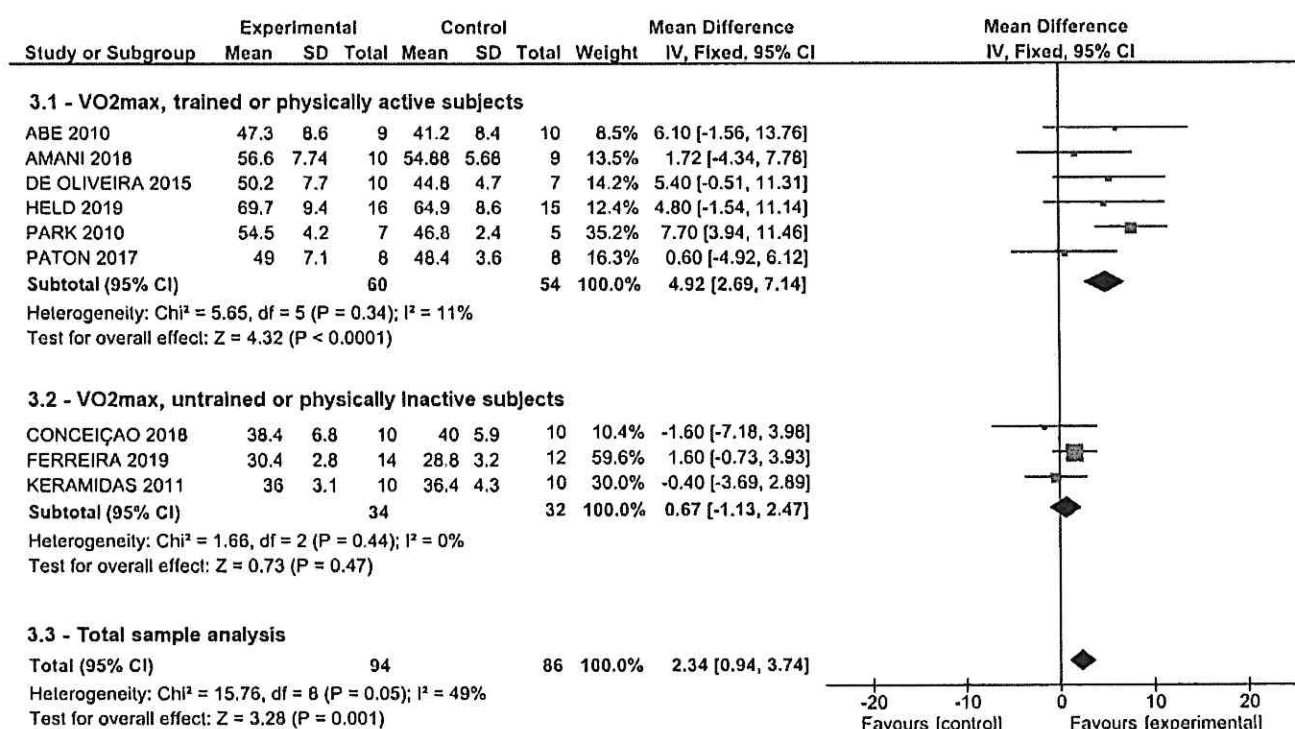 Experimental Control Mean Difference Mean Difference
Study or Subgroup Mean SD Total Mean SD Total Weight IV, Fixed, 95% CI IV, Fixed, 95% CI
3.1 - VO2max, trained or physically active subjects
ABE 2010 47.3 8.6 9 41.2 8.4 10 8.5% 6.10 [-1.56, 13.76]
AMANI 2018 56.6 7.74 10 54.88 5.68 9 13.5% 1.72 [-4.34, 7.78]
DE OLIVEIRA 2015 50.2 7.7 10 44.8 4.7 7 14.2% 5.40 [-0.51, 11.31]
HELD 2019 69.7 9.4 16 64.9 8.6 15 12.4% 4.80 [-1.54, 11.14]
PARK 2010 54.5 4.2 7 46.8 2.4 5 35.2% 7.70 [3.94, 11.46]
PATON 2017 49 7.1 8 48.4 3.6 8 16.3% 0.60 [-4.92, 6.12]
Subtotal (95% CI) 60 54 100.0% 4.92 [2.69, 7.14]
Heterogeneity: Chi² = 5.65, df = 5 (P = 0.34); I² = 11%
Test for overall effect: Z = 4.32 (P < 0.0001)
3.2 - VO2max, untrained or physically inactive subjects
CONCEIÇAO 2018 38.4 6.8 10 40 5.9 10 10.4% -1.60 [-7.18, 3.98]
FERREIRA 2019 30.4 2.8 14 28.8 3.2 12 59.6% 1.60 [-0.73, 3.93]
KERAMIDAS 2011 36 3.1 10 36.4 4.3 10 30.0% -0.40 [-3.69, 2.89]
Subtotal (95% CI) 34 32 100.0% 0.67 [-1.13, 2.47]
Heterogeneity: Chi² = 1.66, df = 2 (P = 0.44); I² = 0%
Test for overall effect: Z = 0.73 (P = 0.47)
3.3 - Total sample analysis
Total (95% CI) 94 86 100.0% 2.34 [0.94, 3.74]
Heterogeneity: Chi² = 15.76, df = 8 (P = 0.05); I² = 49%
Test for overall effect: Z = 3.28 (P = 0.001)
-20 -10 0 10 20
Favours [control] Favours [experimental]